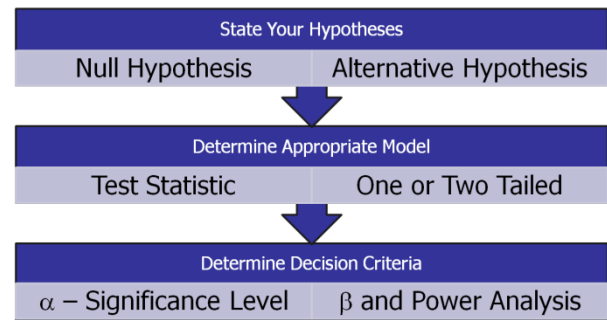 State Your Hypotheses
Null Hypothesis Alternative Hypothesis
Determine Appropriate Model
Test Statistic One or Two Tailed
Determine Decision Criteria
α – Significance Level β and Power Analysis